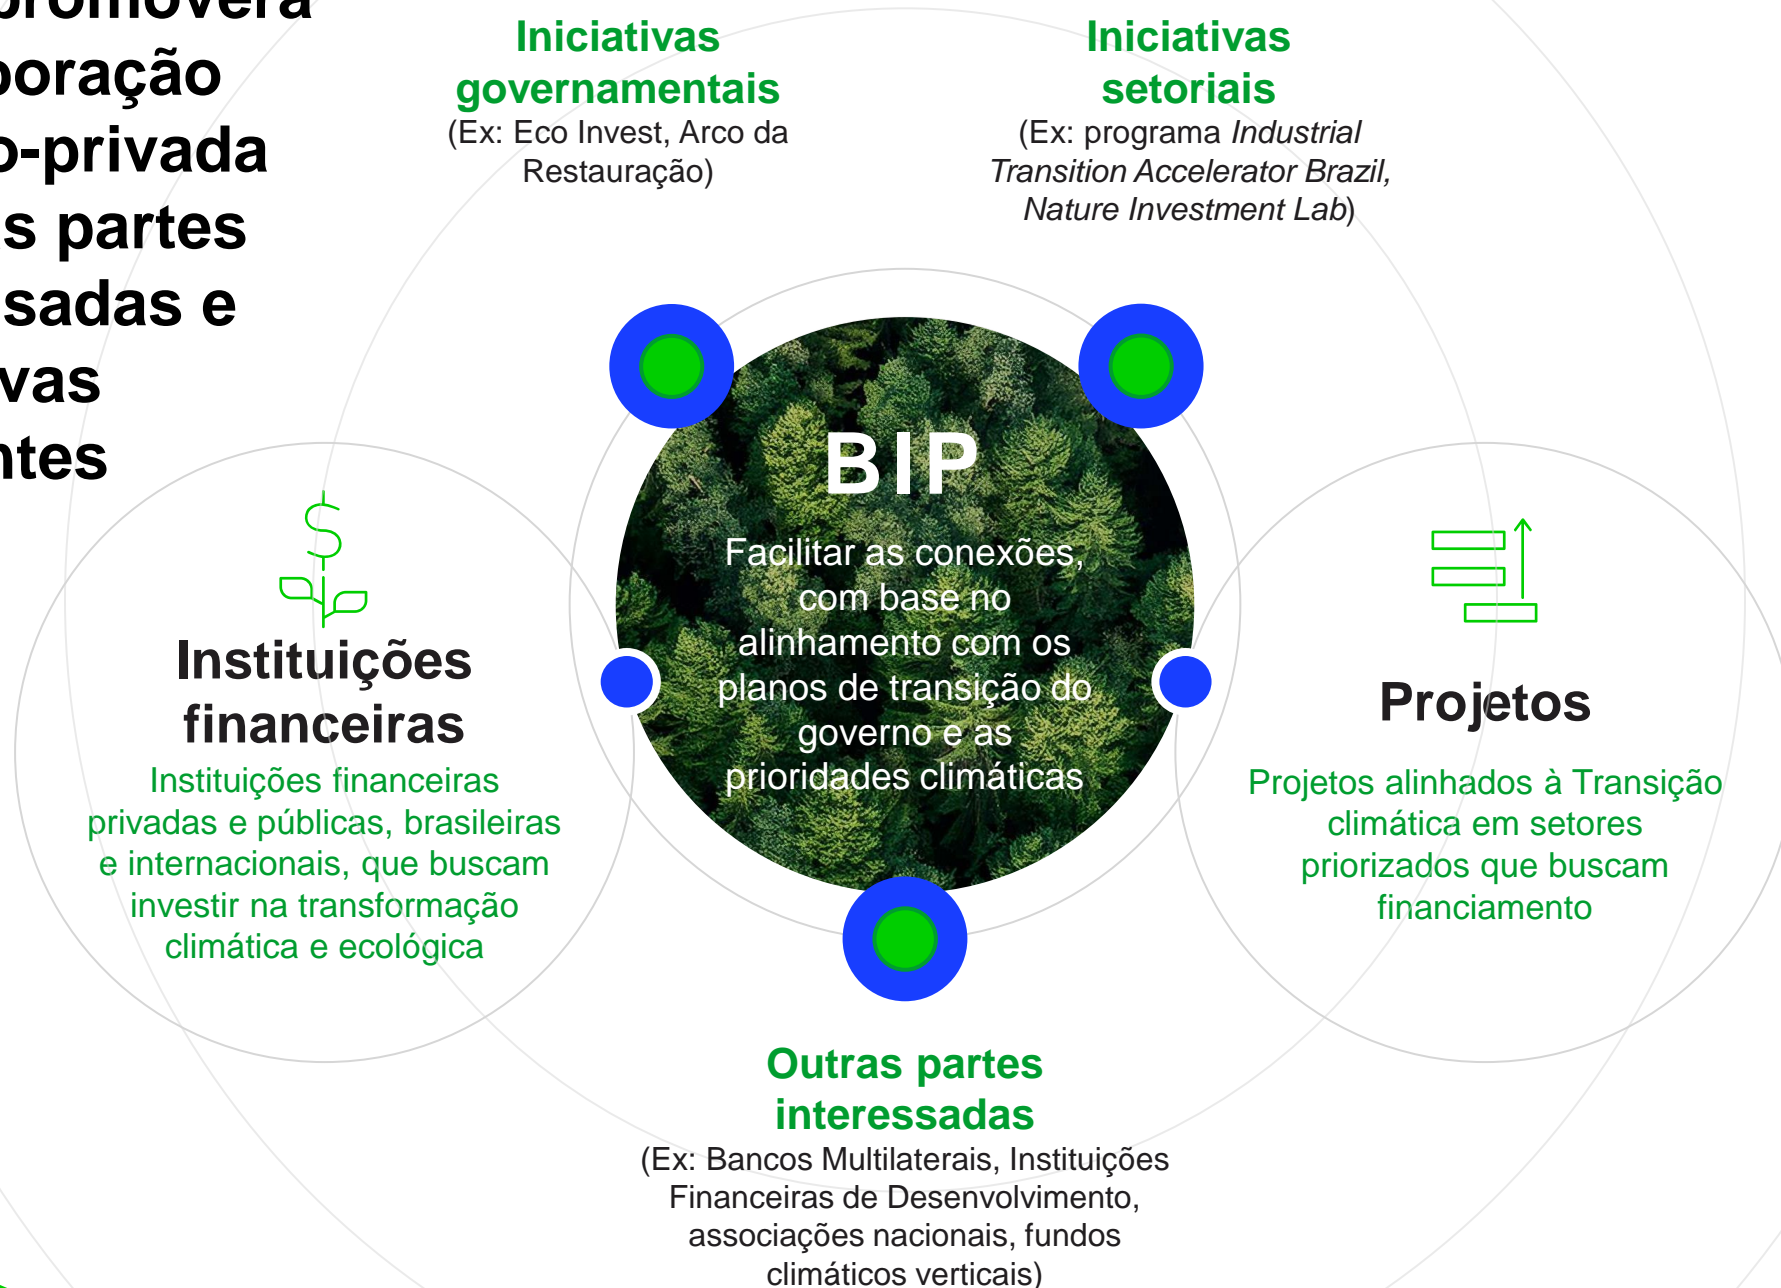 promoverá
boração
o-privada
s partes
sadas e
vas
ntes
Iniciativas
governamentais
(Ex: Eco Invest, Arco da
Restauração)
Iniciativas
setoriais
(Ex: programa Industrial
Transition Accelerator Brazil,
Nature Investment Lab)
BIP
Facilitar as conexões,
com base no
alinhamento com os
planos de transição do
governo e as
prioridades climáticas
Instituições
financeiras
Instituições financeiras
privadas e públicas, brasileiras
e internacionais, que buscam
investir na transformação
climática e ecológica
Projetos
Projetos alinhados à Transição
climática em setores
priorizados que buscam
financiamento
Outras partes
interessadas
(Ex: Bancos Multilaterais, Instituições
Financeiras de Desenvolvimento,
associações nacionais, fundos
climáticos verticais)